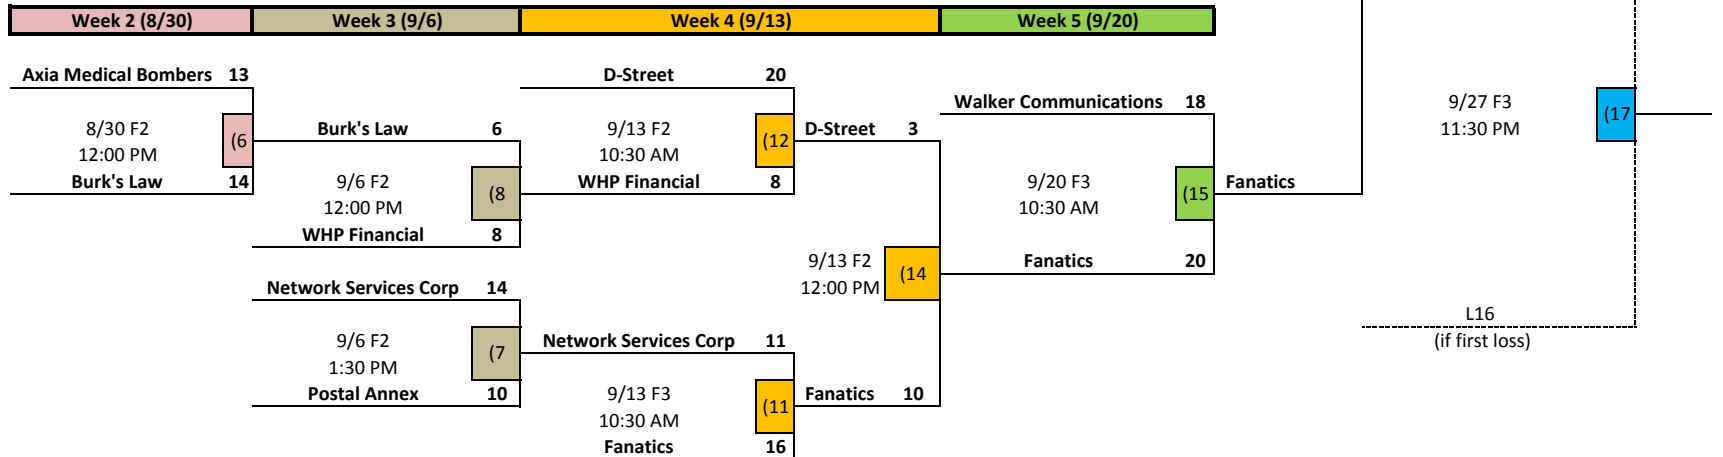 Week 2 (8/30) Week 3 (9/6) Week 4 (9/13) Week 5 (9/20)
Axia Medical Bombers 13
8/30 F2
12:00 PM
(6
Burk's Law 14
Burk's Law 6
9/6 F2
12:00 PM
(8
WHP Financial 8
Network Services Corp 14
9/6 F2
1:30 PM
(7
Postal Annex 10
D-Street 20
9/13 F2
10:30 AM
(12
WHP Financial 8
Network Services Corp 11
9/13 F3
10:30 AM
(11
Fanatics 16
D-Street 3
9/13 F2
12:00 PM
(14
Fanatics 10
Walker Communications 18
9/20 F3
10:30 AM
(15
Fanatics 20
Fanatics
9/27 F3
11:30 PM
(17
L16
(if first loss)